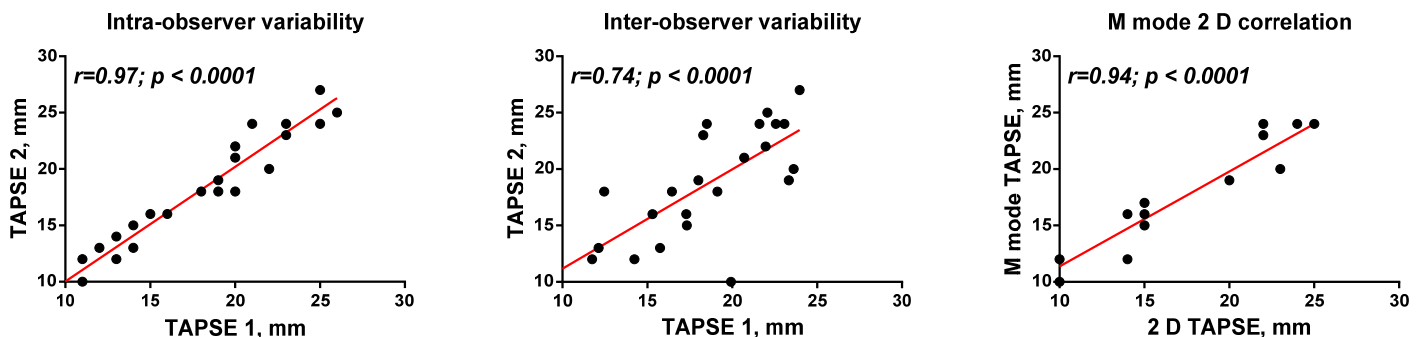 Intra-observer variability
r=0.97; p < 0.0001
TAPSE 2, mm
30
25
20
15
10
10 15 20 25 30
TAPSE 1, mm
Inter-observer variability
r=0.74; p < 0.0001
TAPSE 2, mm
30
25
20
15
10
10 15 20 25 30
TAPSE 1, mm
M mode 2 D correlation
r=0.94; p < 0.0001
M mode TAPSE, mm
30
25
20
15
10
10 15 20 25 30
2 D TAPSE, mm